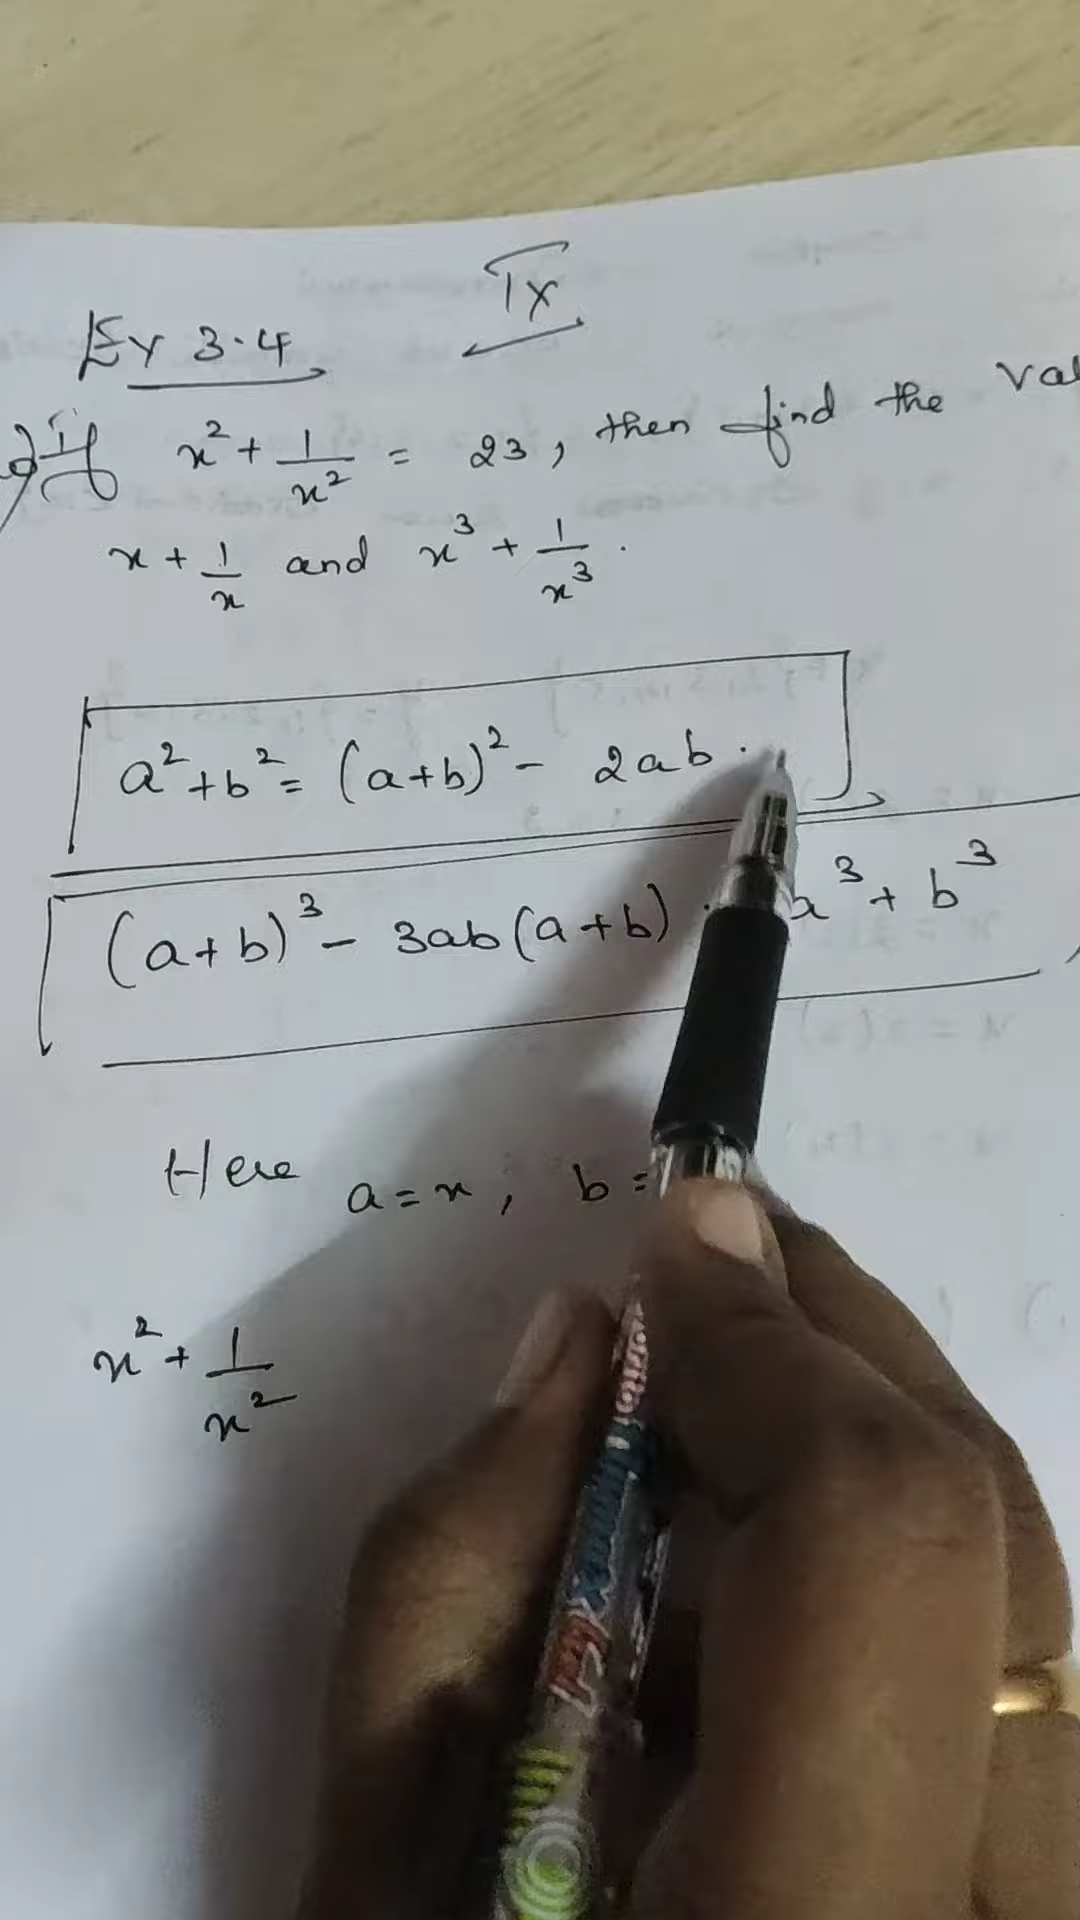 IX
Ex 3.4
If x² + 1/x² = 23, then find the
x + 1/x and x³ + 1/x³.
a² + b² = (a+b)² - 2ab.
(a+b)³ - 3ab(a+b) a³ + b³
Here a = x; b =
x² + 1/x²